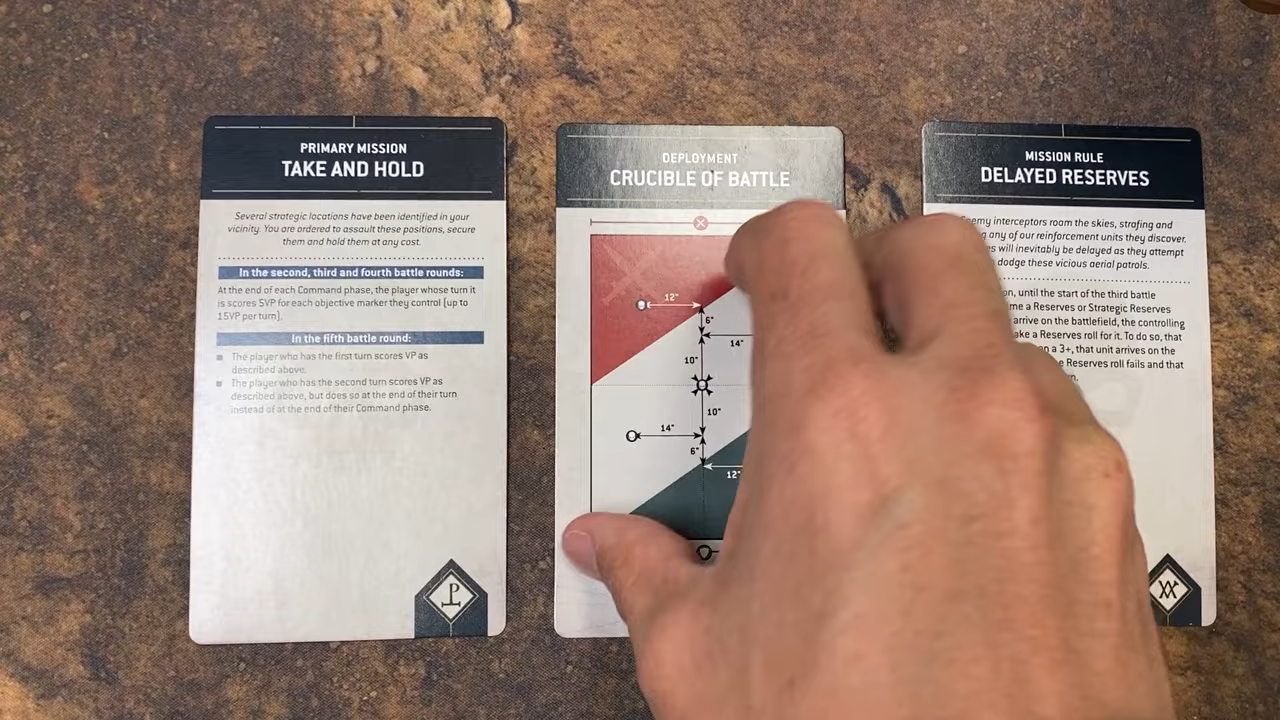 PRIMARY MISSION
TAKE AND HOLD
Several strategic locations have been identified in your
vicinity. You are ordered to assault these positions, secure
them and hold them at any cost.
In the second, third and fourth battle rounds:
At the end of each Command phase, the player whose turn it
is scores 5VP for each objective marker they control (up to
15VP per turn).
In the fifth battle round:
The player who has the first turn scores VP as
described above.
The player who has the second turn scores VP as
described above, but does so at the end of their turn
instead of at the end of their Command phase.
DEPLOYMENT
CRUCIBLE OF BATTLE
12"
6"
14"
10"
10"
14"
6"
12"
MISSION RULE
DELAYED RESERVES
Enemy interceptors roam the skies, strafing and
any of our reinforcement units they discover.
will inevitably be delayed as they attempt
dodge these vicious aerial patrols.
until the start of the third battle
a Reserves or Strategic Reserves
arrive on the battlefield, the controlling
a Reserves roll for it. To do so, that
a 3+, that unit arrives on the
Reserves roll fails and that